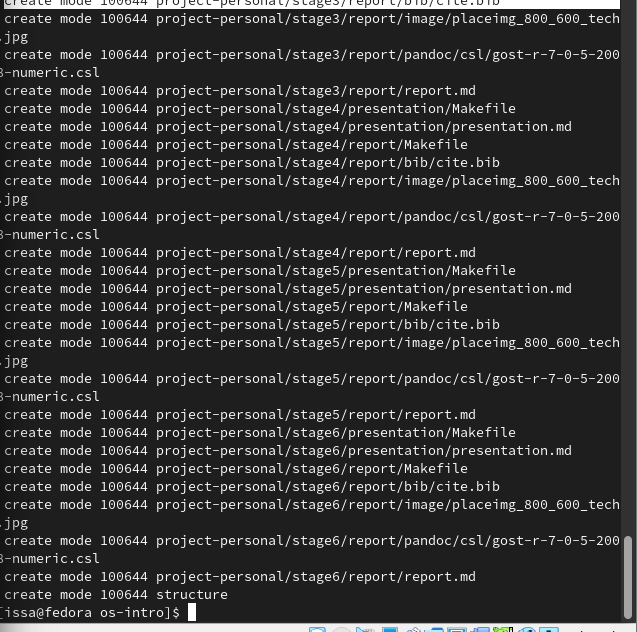 create mode 100644 project-personal/stage3/report/bib/cite.bib
create mode 100644 project-personal/stage3/report/image/placeimg_800_600_tech
.jpg
create mode 100644 project-personal/stage3/report/pandoc/csl/gost-r-7-0-5-200
8-numeric.csl
create mode 100644 project-personal/stage3/report/report.md
create mode 100644 project-personal/stage4/presentation/Makefile
create mode 100644 project-personal/stage4/presentation/presentation.md
create mode 100644 project-personal/stage4/report/Makefile
create mode 100644 project-personal/stage4/report/bib/cite.bib
create mode 100644 project-personal/stage4/report/image/placeimg_800_600_tech
.jpg
create mode 100644 project-personal/stage4/report/pandoc/csl/gost-r-7-0-5-200
8-numeric.csl
create mode 100644 project-personal/stage4/report/report.md
create mode 100644 project-personal/stage5/presentation/Makefile
create mode 100644 project-personal/stage5/presentation/presentation.md
create mode 100644 project-personal/stage5/report/Makefile
create mode 100644 project-personal/stage5/report/bib/cite.bib
create mode 100644 project-personal/stage5/report/image/placeimg_800_600_tech
.jpg
create mode 100644 project-personal/stage5/report/pandoc/csl/gost-r-7-0-5-200
8-numeric.csl
create mode 100644 project-personal/stage5/report/report.md
create mode 100644 project-personal/stage6/presentation/Makefile
create mode 100644 project-personal/stage6/presentation/presentation.md
create mode 100644 project-personal/stage6/report/Makefile
create mode 100644 project-personal/stage6/report/bib/cite.bib
create mode 100644 project-personal/stage6/report/image/placeimg_800_600_tech
.jpg
create mode 100644 project-personal/stage6/report/pandoc/csl/gost-r-7-0-5-200
8-numeric.csl
create mode 100644 project-personal/stage6/report/report.md
create mode 100644 structure
[issa@fedora os-intro]$